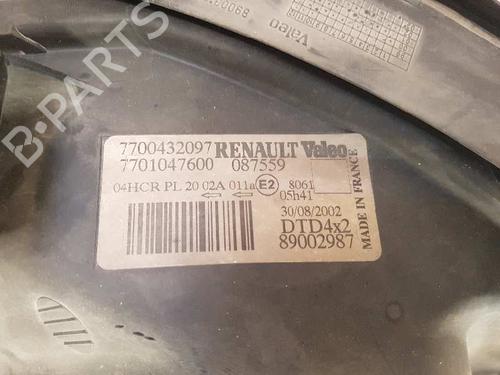 Valeo
B-Parts
7700432097 RENAULT Valeo
7701047600 087559
04HCR PL 20 02A 011 E2 8061
05h41
30/08/2002
DTD4x2
89002987
MADE IN FRANCE